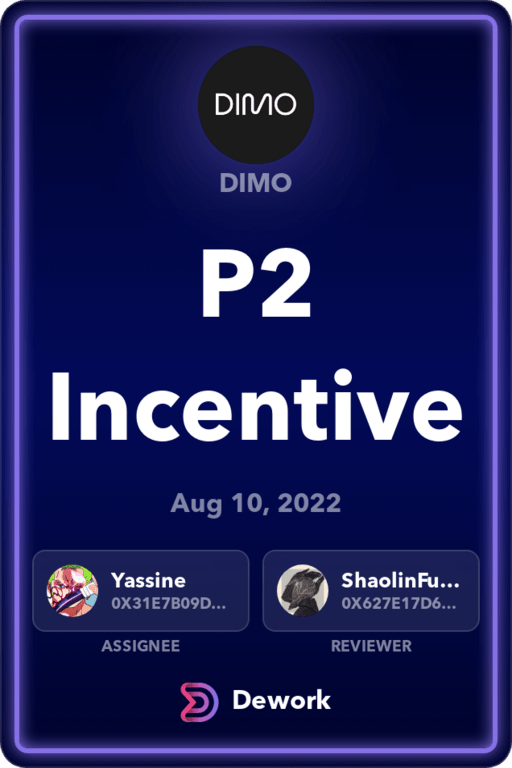 DIMO
DIMO
P2
Incentive
Aug 10, 2022
Yassine
0X31E7B09D...
ASSIGNEE
ShaolinFu...
0X627E17D6...
REVIEWER
Dework